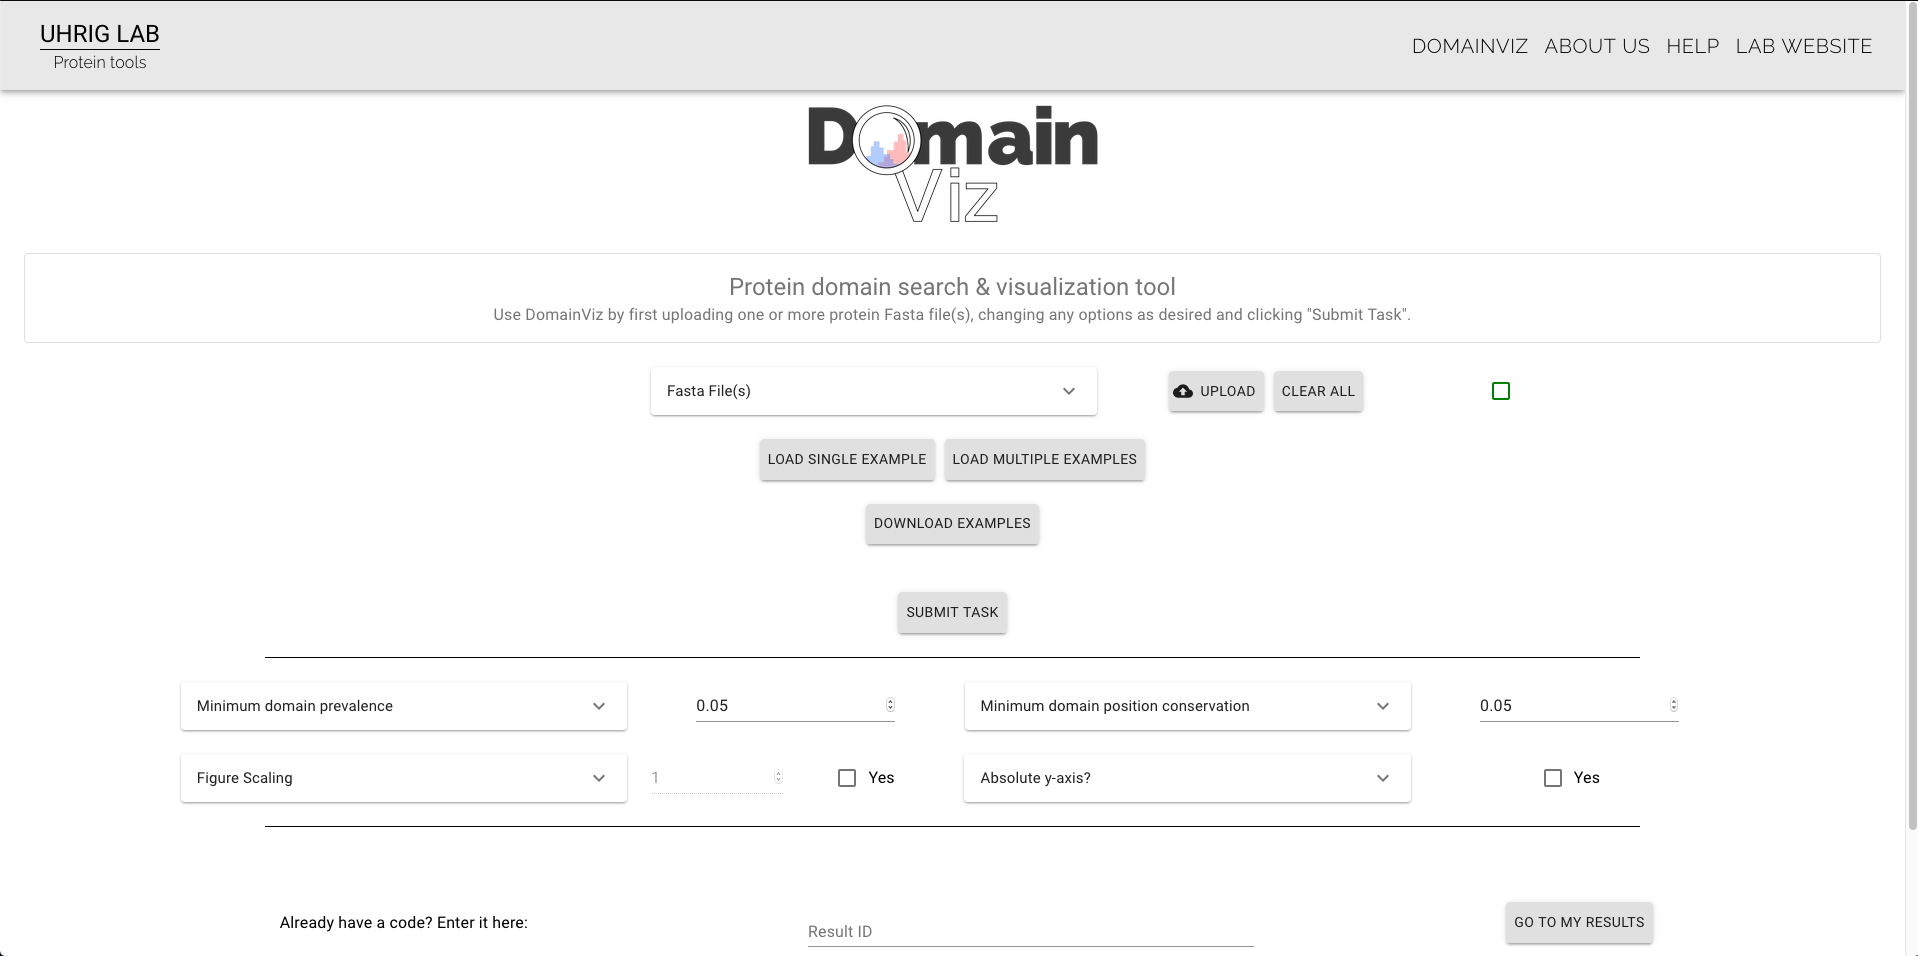 UHRIG LAB
Protein tools
DOMAINVIZ ABOUT US HELP LAB WEBSITE
Domain
Viz
Protein domain search & visualization tool
Use DomainViz by first uploading one or more protein Fasta file(s), changing any options as desired and clicking "Submit Task".
Fasta File(s) UPLOAD CLEAR ALL
LOAD SINGLE EXAMPLE LOAD MULTIPLE EXAMPLES
DOWNLOAD EXAMPLES
SUBMIT TASK
Minimum domain prevalence 0.05 Minimum domain position conservation 0.05
Figure Scaling 1 Yes Absolute y-axis? Yes
Already have a code? Enter it here: Result ID GO TO MY RESULTS